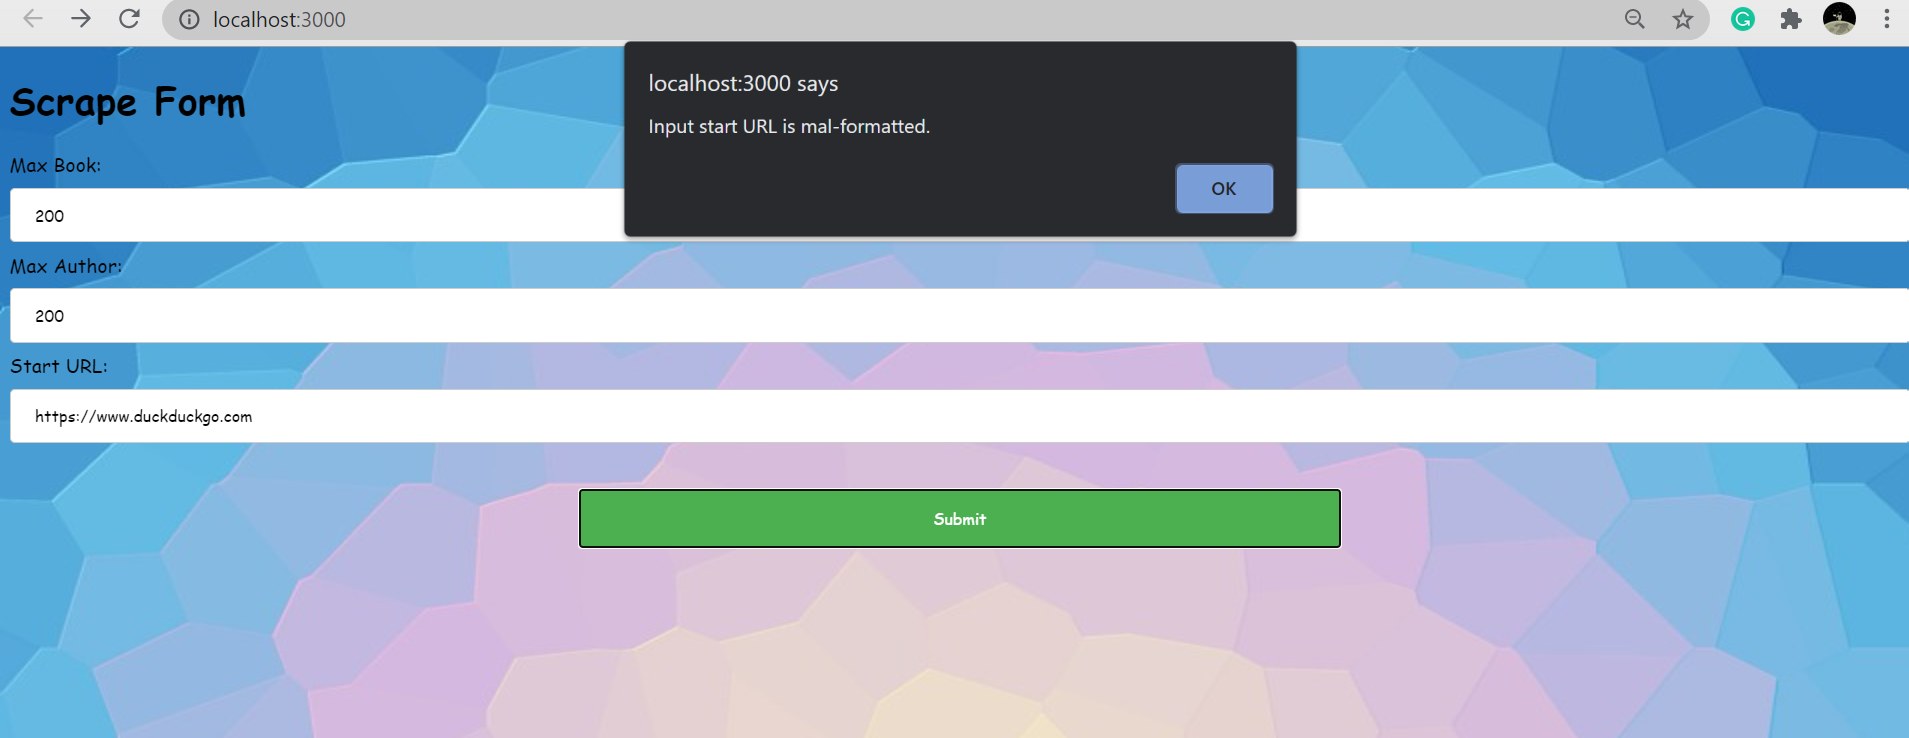 localhost:3000
localhost:3000 says
Input start URL is mal-formatted.
OK
Scrape Form
Max Book:
200
Max Author:
200
Start URL:
https://www.duckduckgo.com
Submit